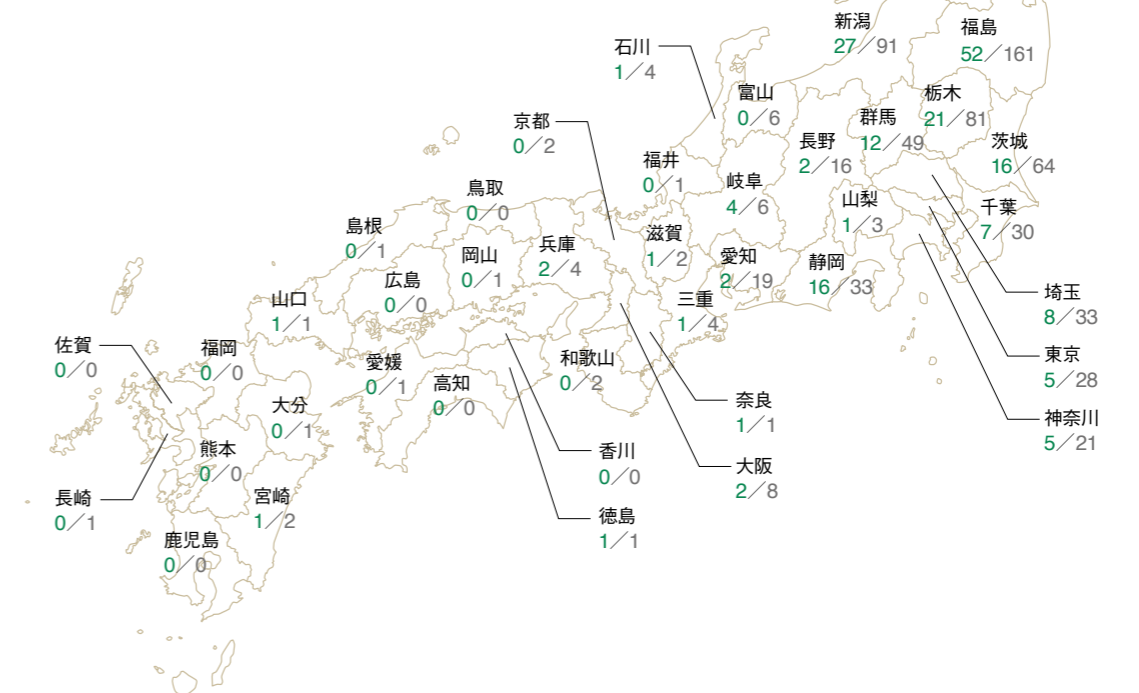 新潟
27／91
福島
52／161
石川
1／4
富山
0／6
栃木
21／81
群馬
12／49
京都
0／2
長野
2／16
茨城
16／64
福井
0／1
岐阜
4／6
鳥取
0／0
山梨
1／3
千葉
7／30
島根
0／1
兵庫
2／4
滋賀
1／2
岡山
0／1
愛知
2／19
静岡
16／33
広島
0／0
埼玉
8／33
山口
1／1
三重
1／4
佐賀
0／0
福岡
0／0
愛媛
0／1
和歌山
0／2
東京
5／28
高知
0／0
奈良
1／1
大分
0／1
神奈川
5／21
熊本
0／0
香川
0／0
大阪
2／8
長崎
0／1
宮崎
1／2
徳島
1／1
鹿児島
0／0